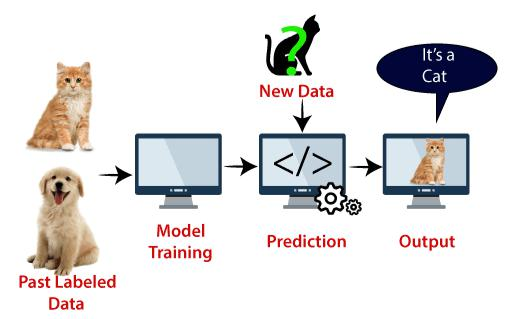 It's a
Cat
?
New Data
</>
Model
Training
Prediction
Output
Past Labeled
Data